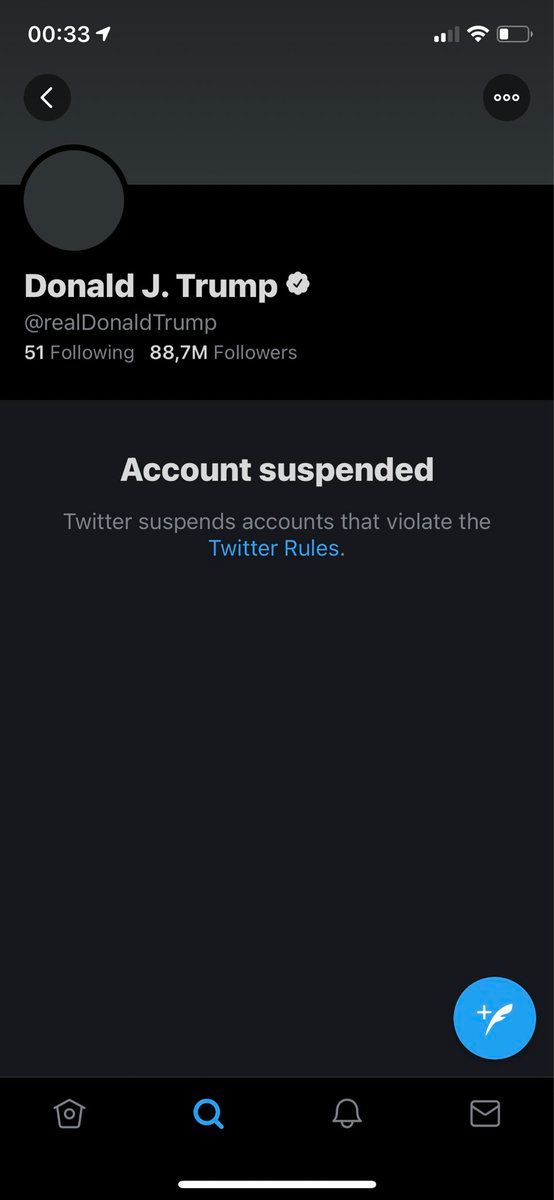 00:33
Donald J. Trump
@realDonaldTrump
51 Following 88,7M Followers
Account suspended
Twitter suspends accounts that violate the
Twitter Rules.